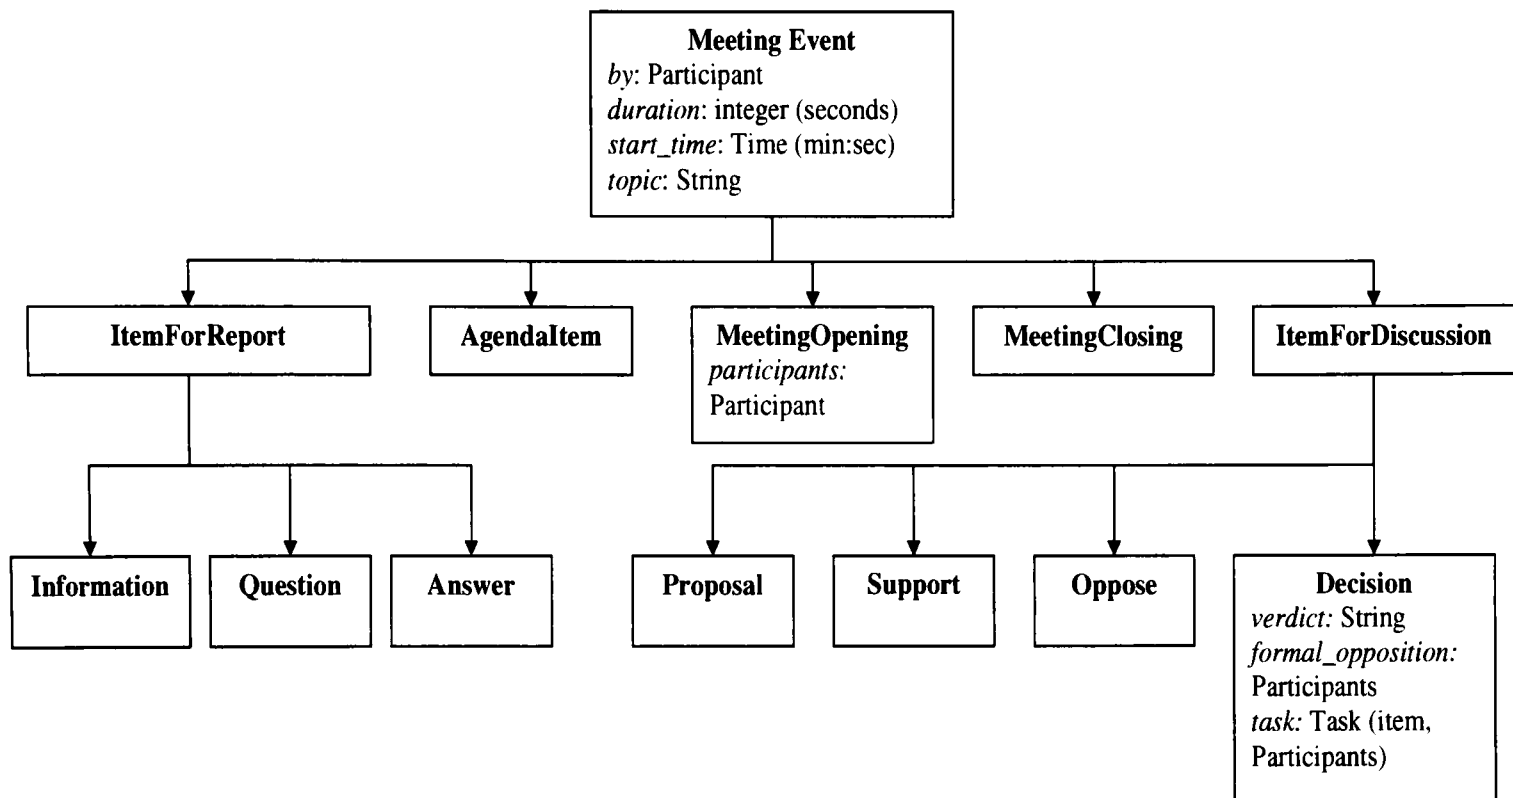 Meeting Event
by: Participant
duration: integer (seconds)
start_time: Time (min:sec)
topic: String
ItemForReport
AgendaItem
MeetingOpening
participants:
Participant
MeetingClosing
ItemForDiscussion
Information
Question
Answer
Proposal
Support
Oppose
Decision
verdict: String
formal_opposition:
Participants
task: Task (item,
Participants)